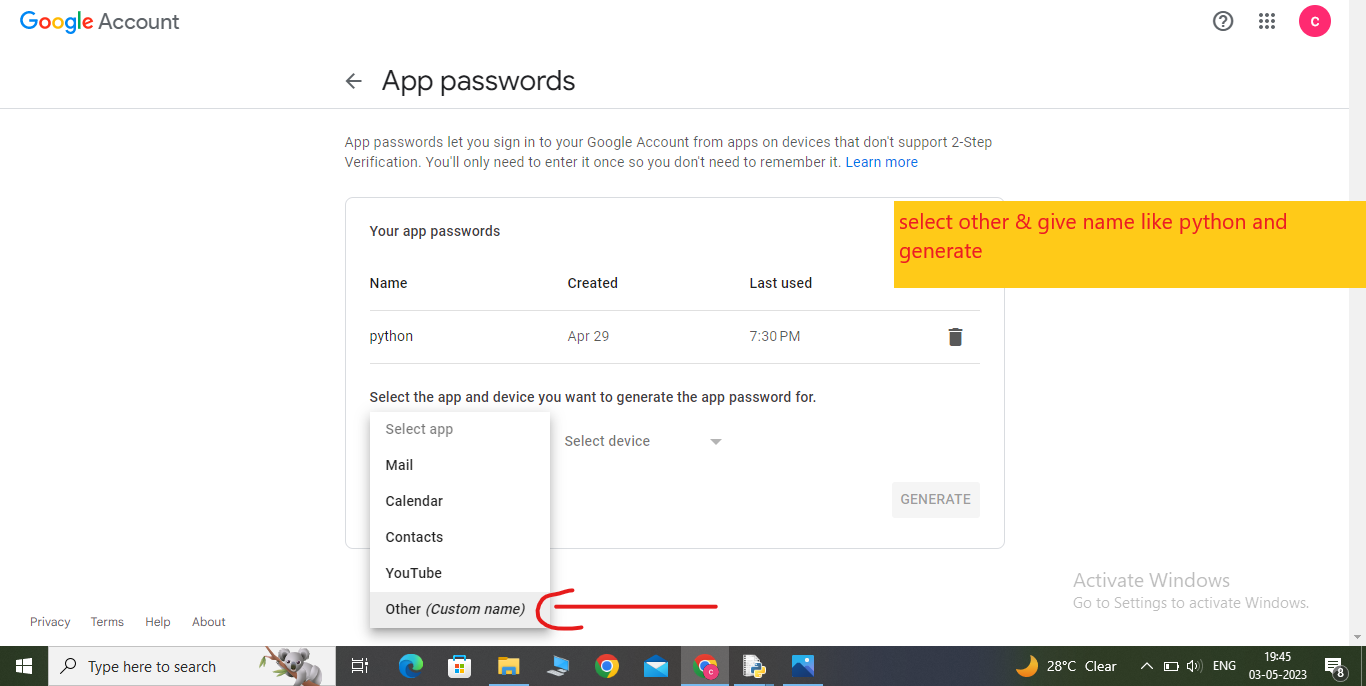 Google Account
C
App passwords
App passwords let you sign in to your Google Account from apps on devices that don't support 2-Step
Verification. You'll only need to enter it once so you don't need to remember it. Learn more
select other & give name like python and
generate
Your app passwords
Name Created Last used
python Apr 29 7:30 PM
Select the app and device you want to generate the app password for.
Select app
Select device
Mail
Calendar
GENERATE
Contacts
YouTube
Other (Custom name)
Activate Windows
Go to Settings to activate Windows.
Privacy Terms Help About
Type here to search
C
28°C Clear
ENG
19:45
03-05-2023
8